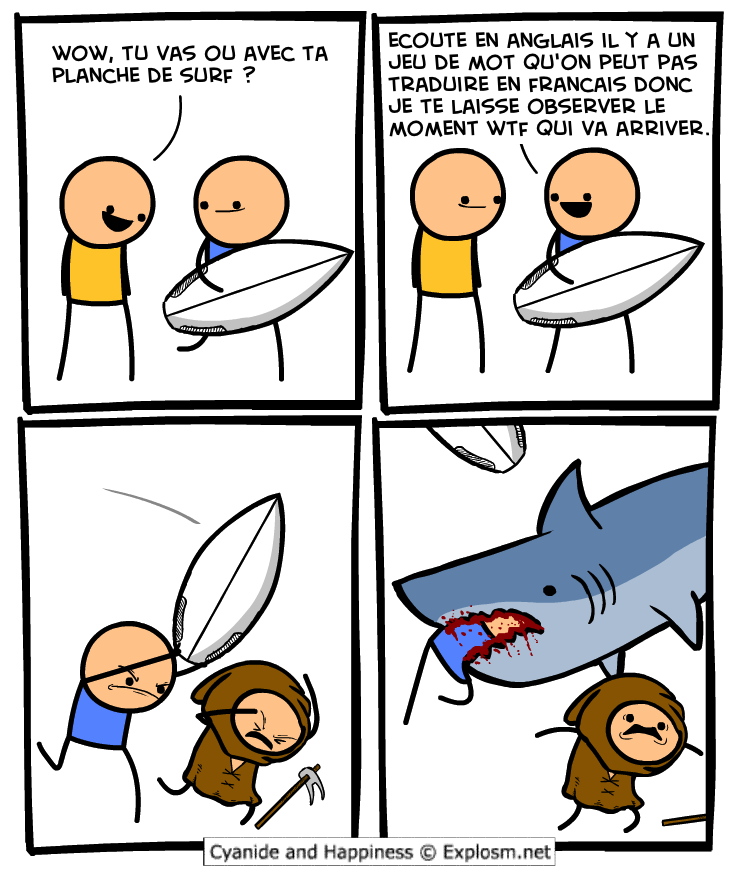 WOW, TU VAS OU AVEC TA
PLANCHE DE SURF ?
ECOUTE EN ANGLAIS IL Y A UN
JEU DE MOT QU'ON PEUT PAS
TRADUIRE EN FRANCAIS DONC
JE TE LAISSE OBSERVER LE
MOMENT WTF QUI VA ARRIVER.
Cyanide and Happiness © Explosm.net